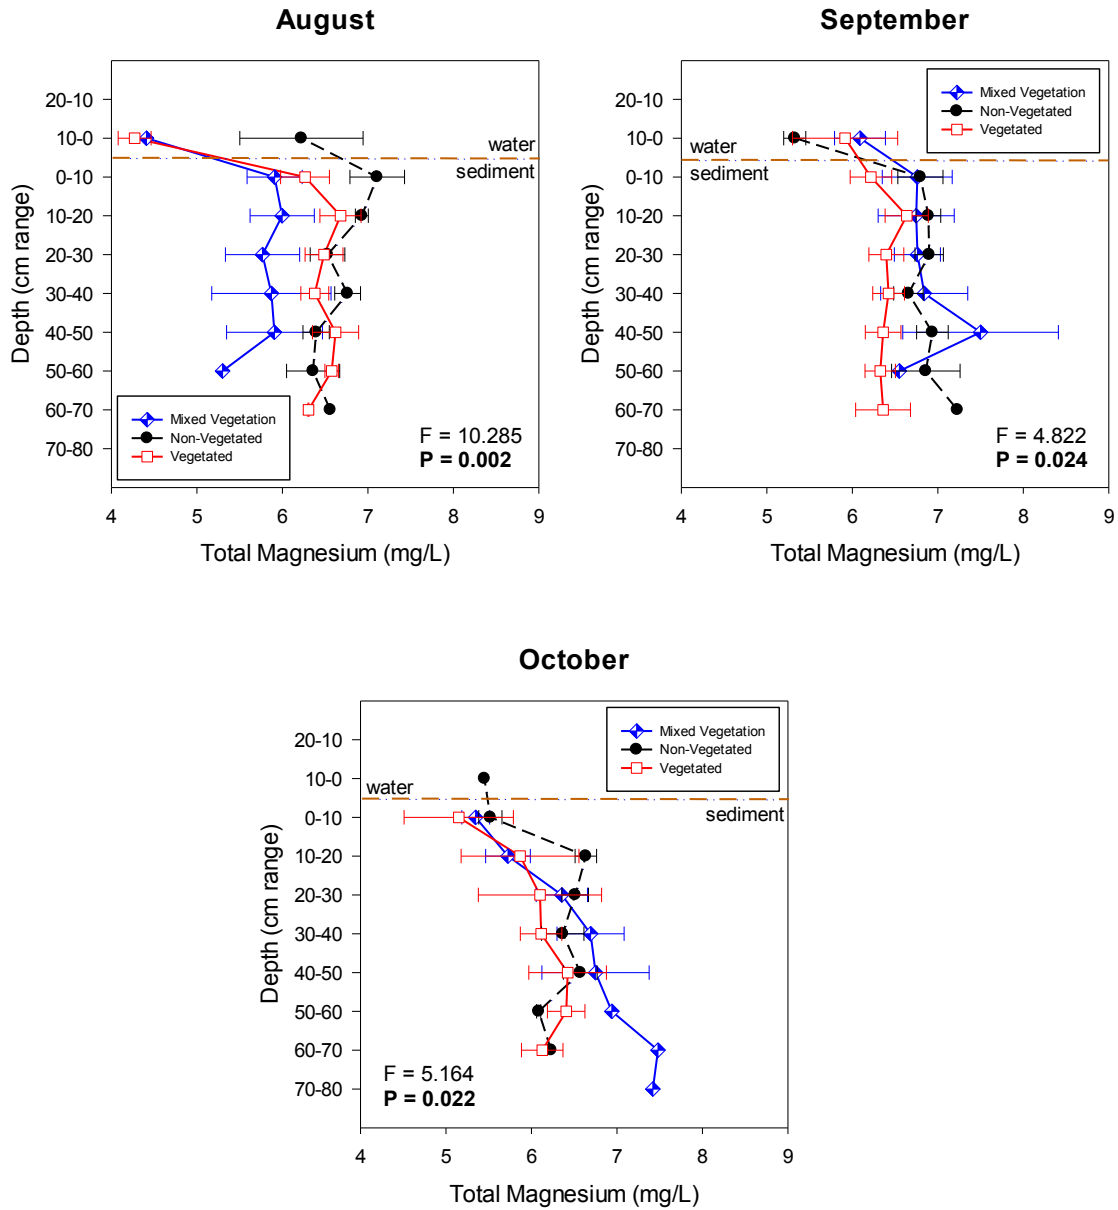 August
20-10
10-0
0-10
10-20
20-30
30-40
40-50
50-60
60-70
70-80
Depth (cm range)
water
sediment
Mixed Vegetation
Non-Vegetated
Vegetated
F = 10.285
P = 0.002
4 5 6 7 8 9
Total Magnesium (mg/L)
September
20-10
10-0
0-10
10-20
20-30
30-40
40-50
50-60
60-70
70-80
Depth (cm range)
Mixed Vegetation
Non-Vegetated
Vegetated
water
sediment
F = 4.822
P = 0.024
4 5 6 7 8 9
Total Magnesium (mg/L)
October
20-10
10-0
0-10
10-20
20-30
30-40
40-50
50-60
60-70
70-80
Depth (cm range)
Mixed Vegetation
Non-Vegetated
Vegetated
water
sediment
F = 5.164
P = 0.022
4 5 6 7 8 9
Total Magnesium (mg/L)